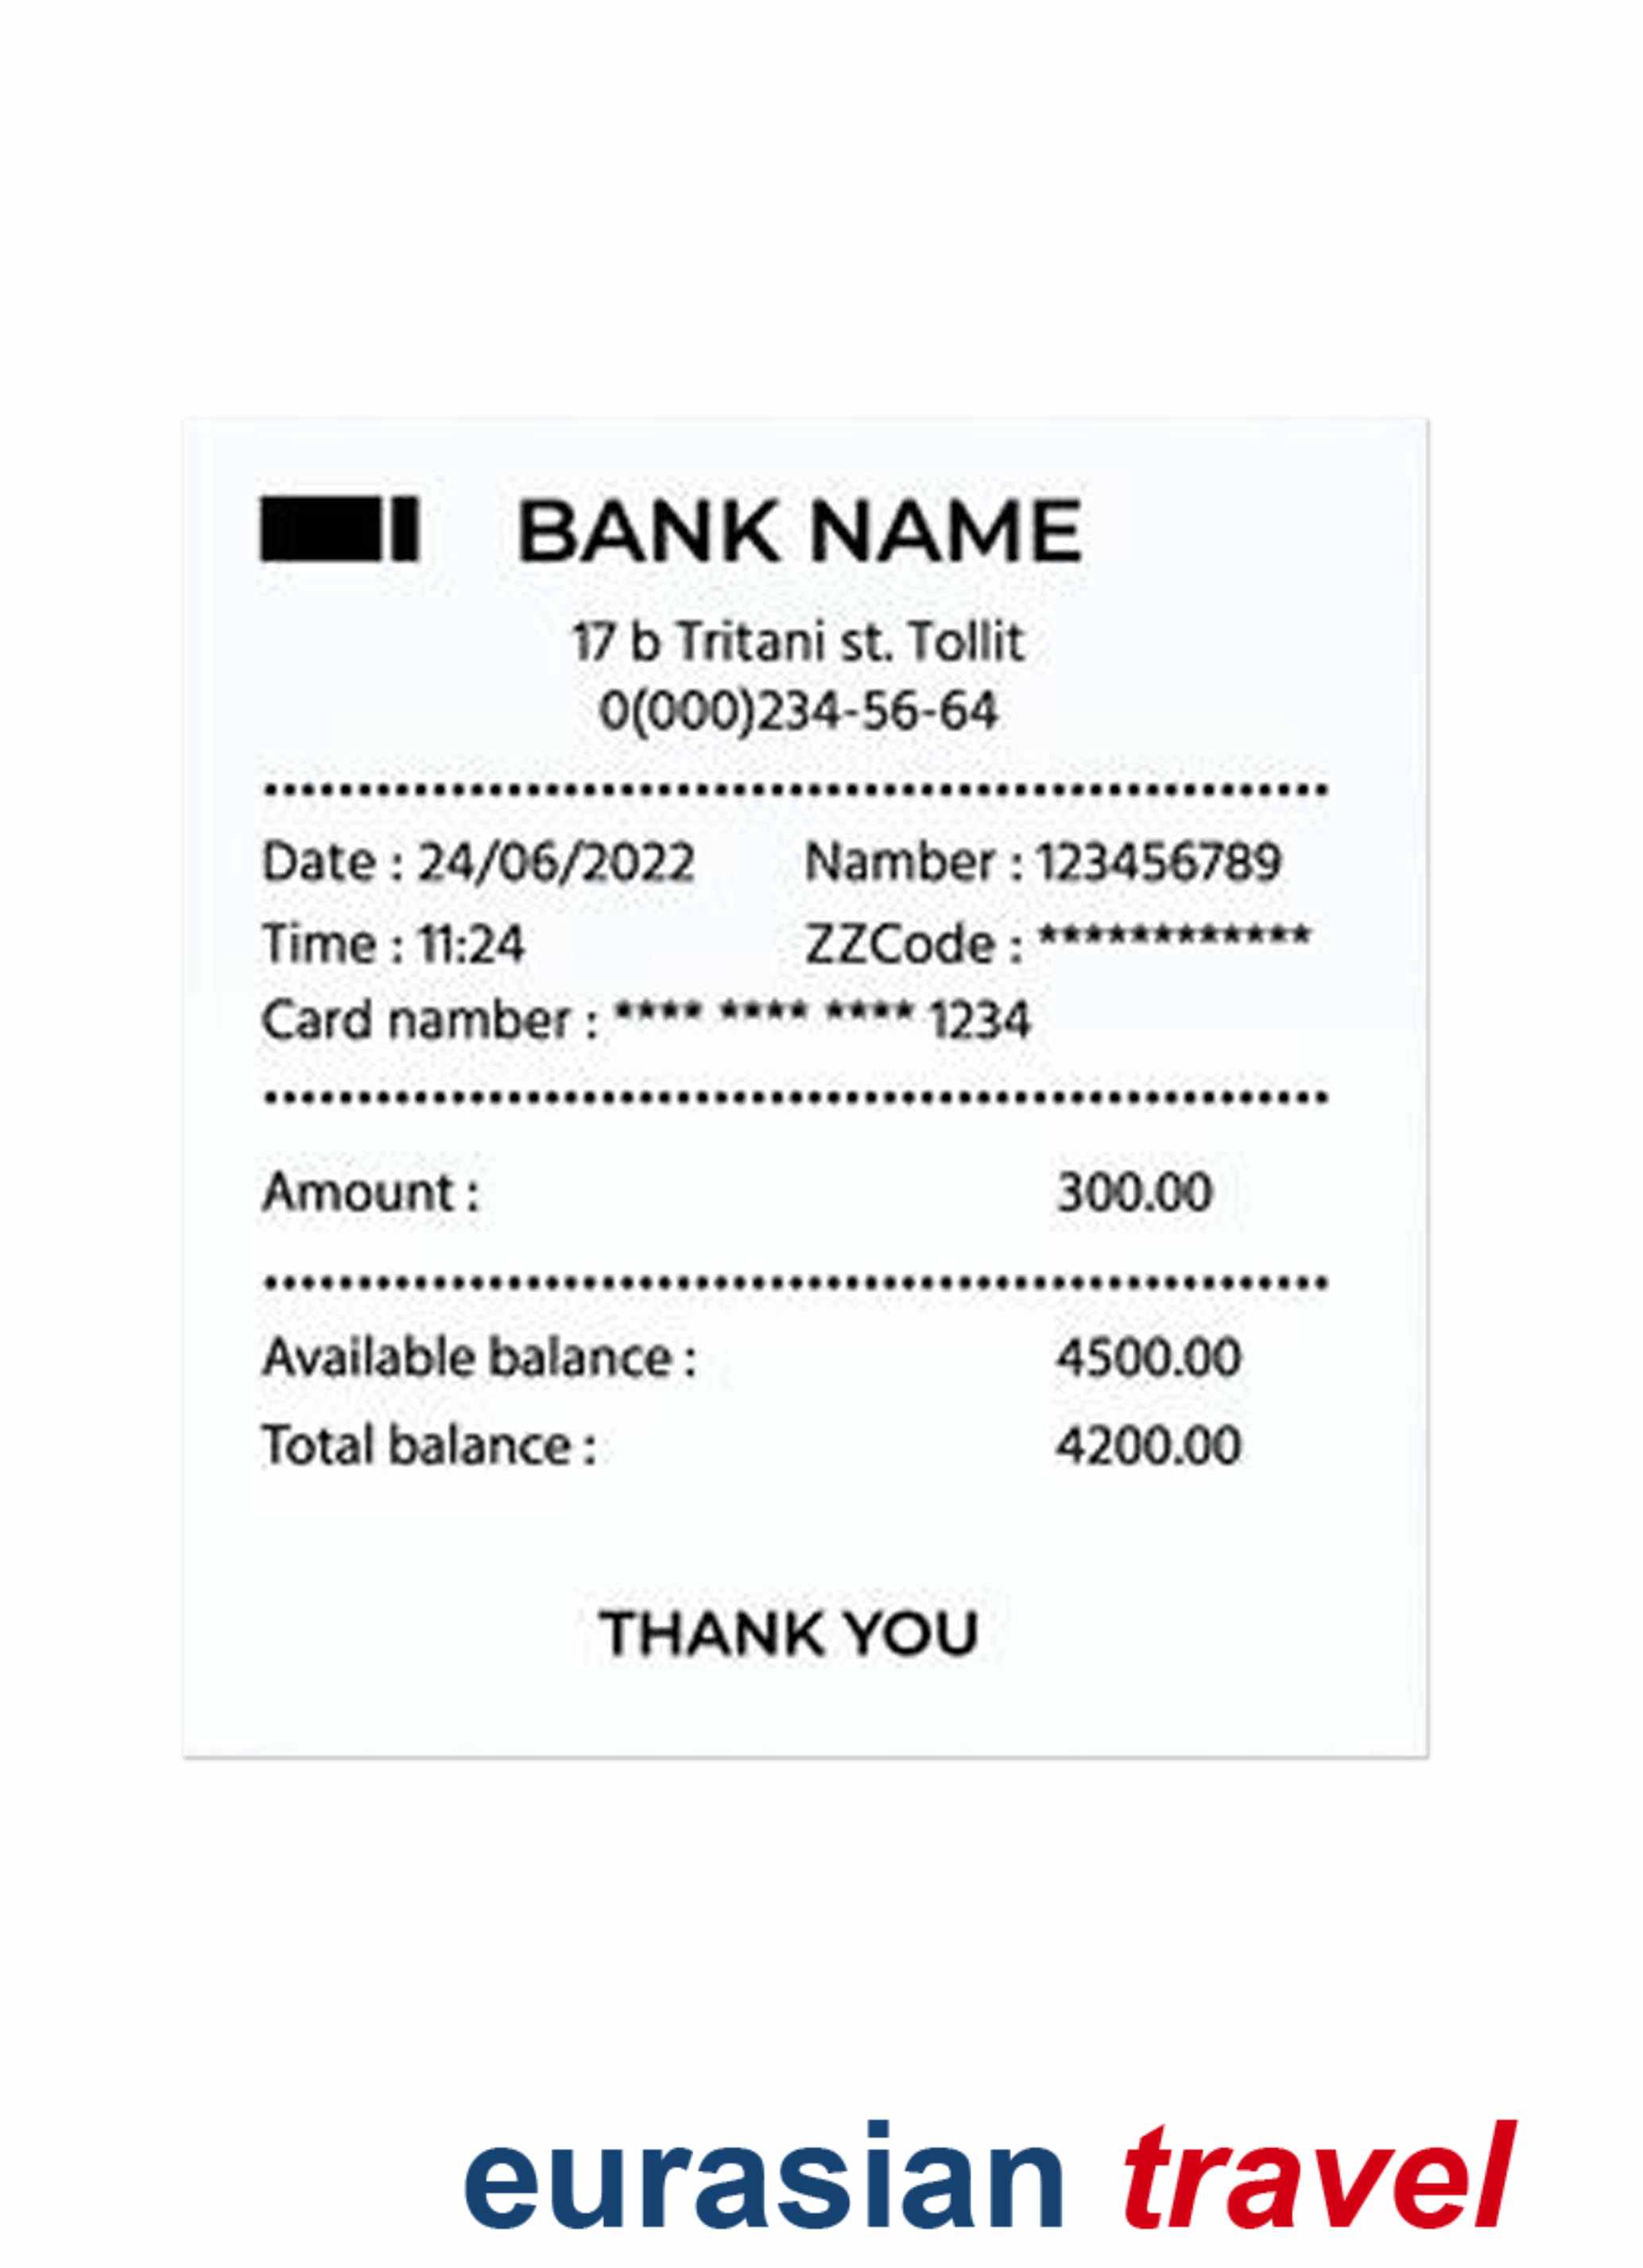 BANK NAME
17 b Tritani st. Tollit
0(000)234-56-64
Date : 24/06/2022 Namber : 123456789
Time : 11:24 ZZCode : ************
Card namber : **** **** **** 1234
Amount : 300.00
Available balance : 4500.00
Total balance : 4200.00
THANK YOU
eurasian travel